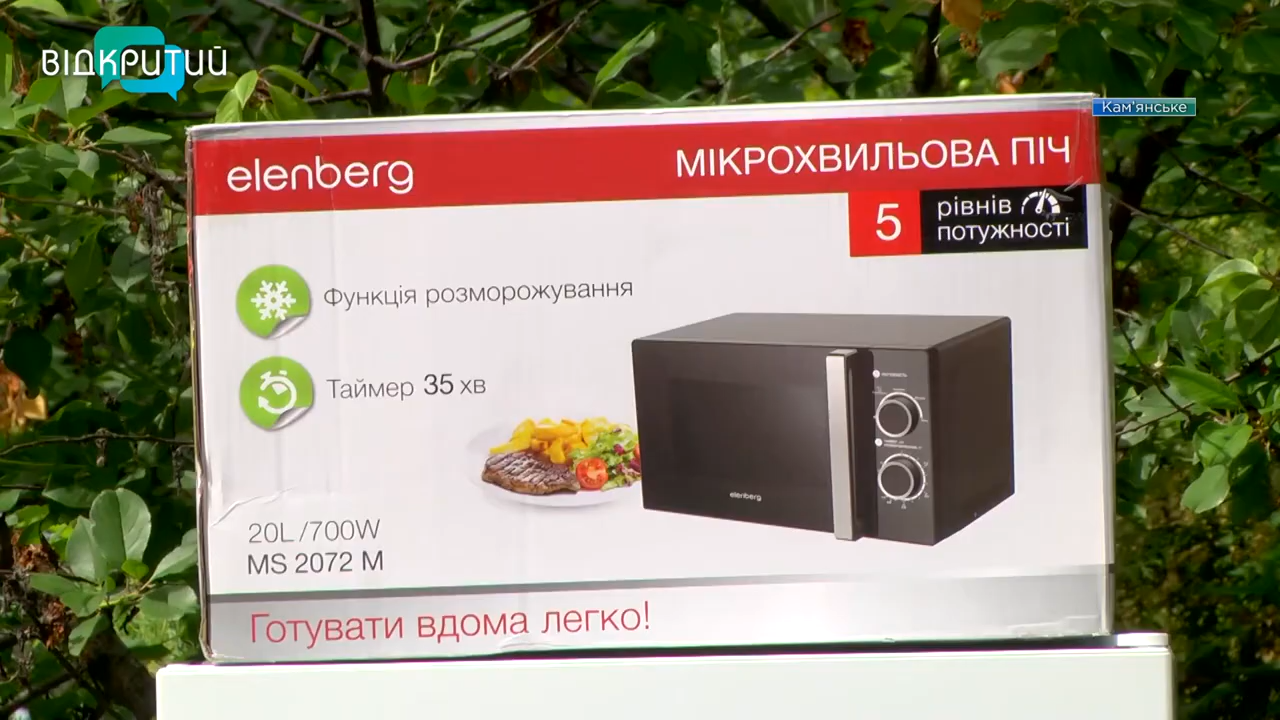 ВІДКРИТИЙ
Кам'янське
elenberg
МІКРОХВИЛЬОВА ПІЧ
5 рівнів
потужності
Функція розморожування
Таймер 35 хв
elenberg
20L/700W
MS 2072 M
Готувати вдома легко!